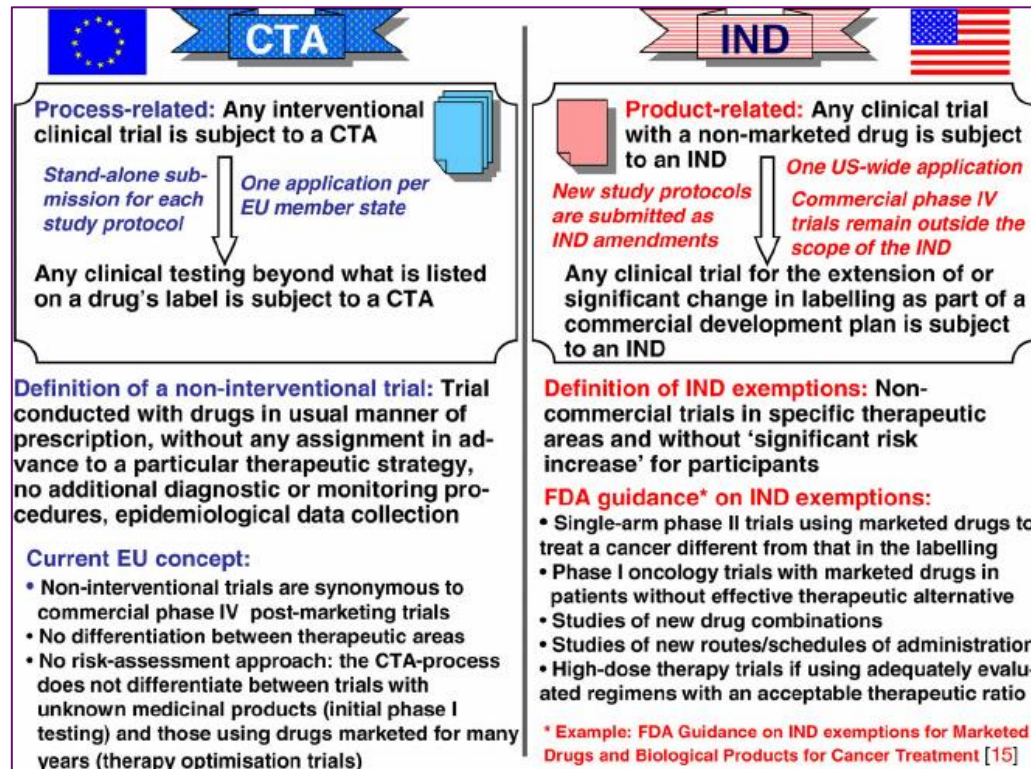 CTA
Process-related: Any interventional
clinical trial is subject to a CTA
Stand-alone sub-
mission for each
study protocol
One application per
EU member state
Any clinical testing beyond what is listed
on a drug's label is subject to a CTA
Definition of a non-interventional trial: Trial
conducted with drugs in usual manner of
prescription, without any assignment in ad-
vance to a particular therapeutic strategy,
no additional diagnostic or monitoring pro-
cedures, epidemiological data collection
Current EU concept:
• Non-interventional trials are synonymous to
commercial phase IV post-marketing trials
• No differentiation between therapeutic areas
• No risk-assessment approach: the CTA-process
does not differentiate between trials with
unknown medicinal products (initial phase I
testing) and those using drugs marketed for many
years (therapy optimisation trials)
IND
Product-related: Any clinical trial
with a non-marketed drug is subject
to an IND
New study protocols
are submitted as
IND amendments
One US-wide application
Commercial phase IV
trials remain outside the
scope of the IND
Any clinical trial for the extension of or
significant change in labelling as part of a
commercial development plan is subject
to an IND
Definition of IND exemptions: Non-
commercial trials in specific therapeutic
areas and without 'significant risk
increase' for participants
FDA guidance* on IND exemptions:
• Single-arm phase II trials using marketed drugs to
treat a cancer different from that in the labelling
• Phase I oncology trials with marketed drugs in
patients without effective therapeutic alternative
• Studies of new drug combinations
• Studies of new routes/schedules of administration
• High-dose therapy trials if using adequately evalu-
ated regimens with an acceptable therapeutic ratio
* Example: FDA Guidance on IND exemptions for Marketed
Drugs and Biological Products for Cancer Treatment [15]